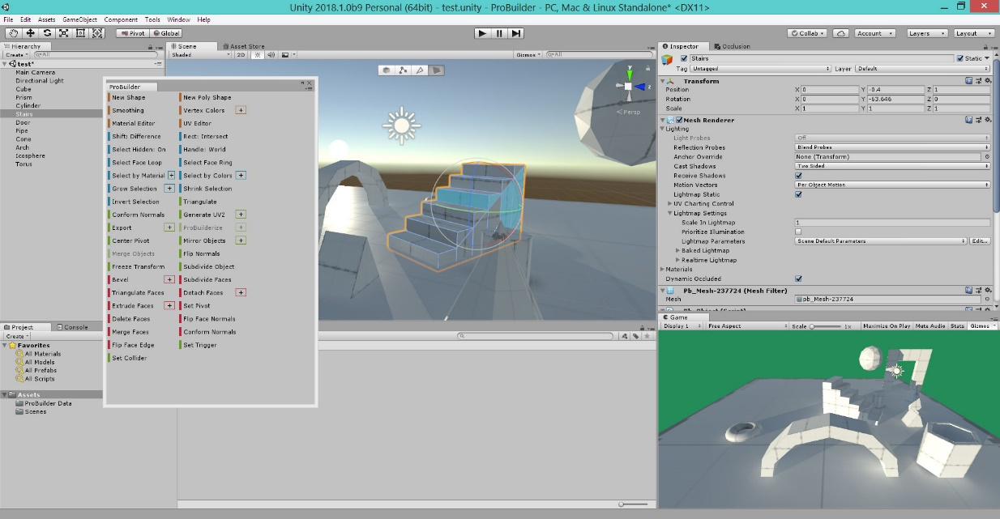 Unity 2018.1.0b9 Personal (64bit) - test.unity - ProBuilder - PC, Mac & Linux Standalone* <DX11>
File Edit Assets GameObject Component Tools Window Help
Pivot Global
Collab Account Layers Layout
Hierarchy
Create All
test*
Main Camera
Directional Light
Cube
Prism
Cylinder
Stairs
Door
Pipe
Cone
Arch
Icosphere
Torus
ProBuilder
New Shape New Poly Shape
Smoothing Vertex Colors +
Material Editor UV Editor
Shift: Difference Rect: Intersect
Select Hidden: On Handle: World
Select Face Loop Select Face Ring
Select by Material + Select by Colors +
Grow Selection + Shrink Selection
Invert Selection Triangulate
Conform Normals Generate UV2 +
Export + ProBuilderize +
Center Pivot Mirror Objects +
Merge Objects Flip Normals
Freeze Transform Subdivide Object
Bevel + Subdivide Faces
Triangulate Faces Detach Faces +
Extrude Faces + Set Pivot
Delete Faces Flip Face Normals
Merge Faces Conform Normals
Flip Face Edge Set Trigger
Set Collider
Scene Asset Store
Shaded 2D Gizmos All
y
z
Persp
Project Console
Create
Favorites
All Materials
All Models
All Prefabs
All Scripts
Assets
ProBuilder Data
Scenes
Inspector Occlusion
Stairs Static
Tag Untagged Layer Default
Transform
Position X 0 Y -0.4 Z 1
Rotation X 0 Y -63.646 Z 0
Scale X 1 Y 1 Z 1
Mesh Renderer
Lighting
Light Probes Off
Reflection Probes Blend Probes
Anchor Override None (Transform)
Cast Shadows Two Sided
Receive Shadows
Motion Vectors Per Object Motion
Lightmap Static
UV Charting Control
Lightmap Settings
Scale In Lightmap 1
Prioritize Illumination
Lightmap Parameters Scene Default Parameters Edit...
Baked Lightmap
Realtime Lightmap
Materials
Dynamic Occluded
Pb_Mesh-237724 (Mesh Filter)
Mesh pb_Mesh-237724
Pb_Object (Script)
Game
Display 1 Free Aspect Scale 1x Maximize On Play Mute Audio Stats Gizmos